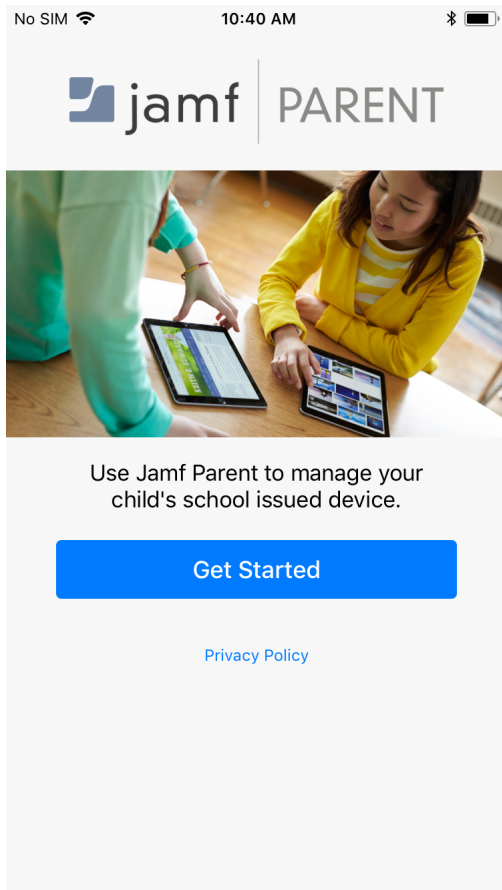 No SIM 10:40 AM
jamf PARENT
Use Jamf Parent to manage your
child's school issued device.
Get Started
Privacy Policy